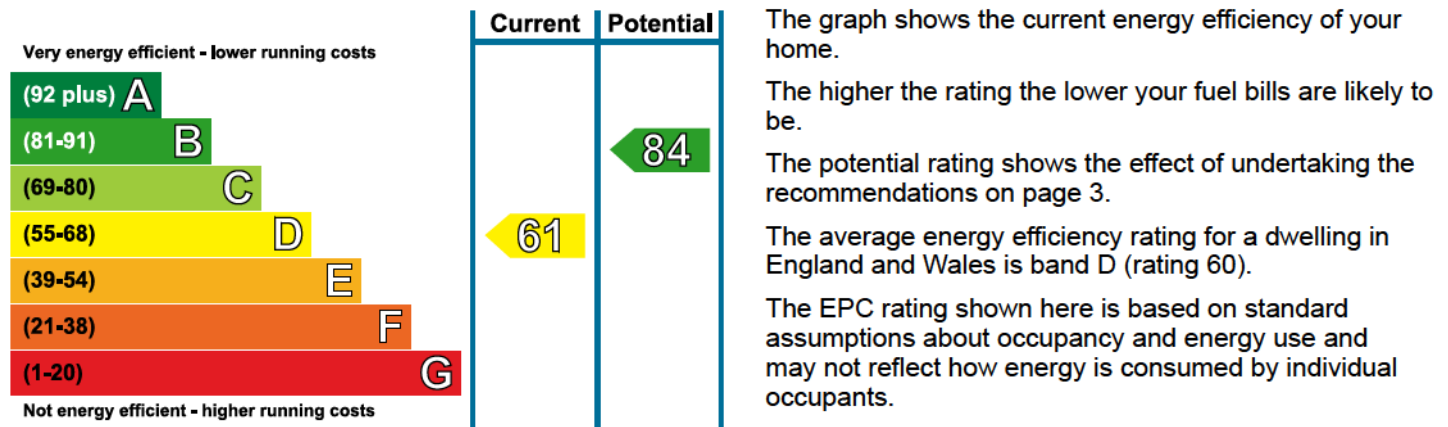 Current Potential
Very energy efficient - lower running costs
(92 plus) A
(81-91) B
84
(69-80) C
(55-68) D
61
(39-54) E
(21-38) F
(1-20) G
Not energy efficient - higher running costs
The graph shows the current energy efficiency of your
home.
The higher the rating the lower your fuel bills are likely to
be.
The potential rating shows the effect of undertaking the
recommendations on page 3.
The average energy efficiency rating for a dwelling in
England and Wales is band D (rating 60).
The EPC rating shown here is based on standard
assumptions about occupancy and energy use and
may not reflect how energy is consumed by individual
occupants.